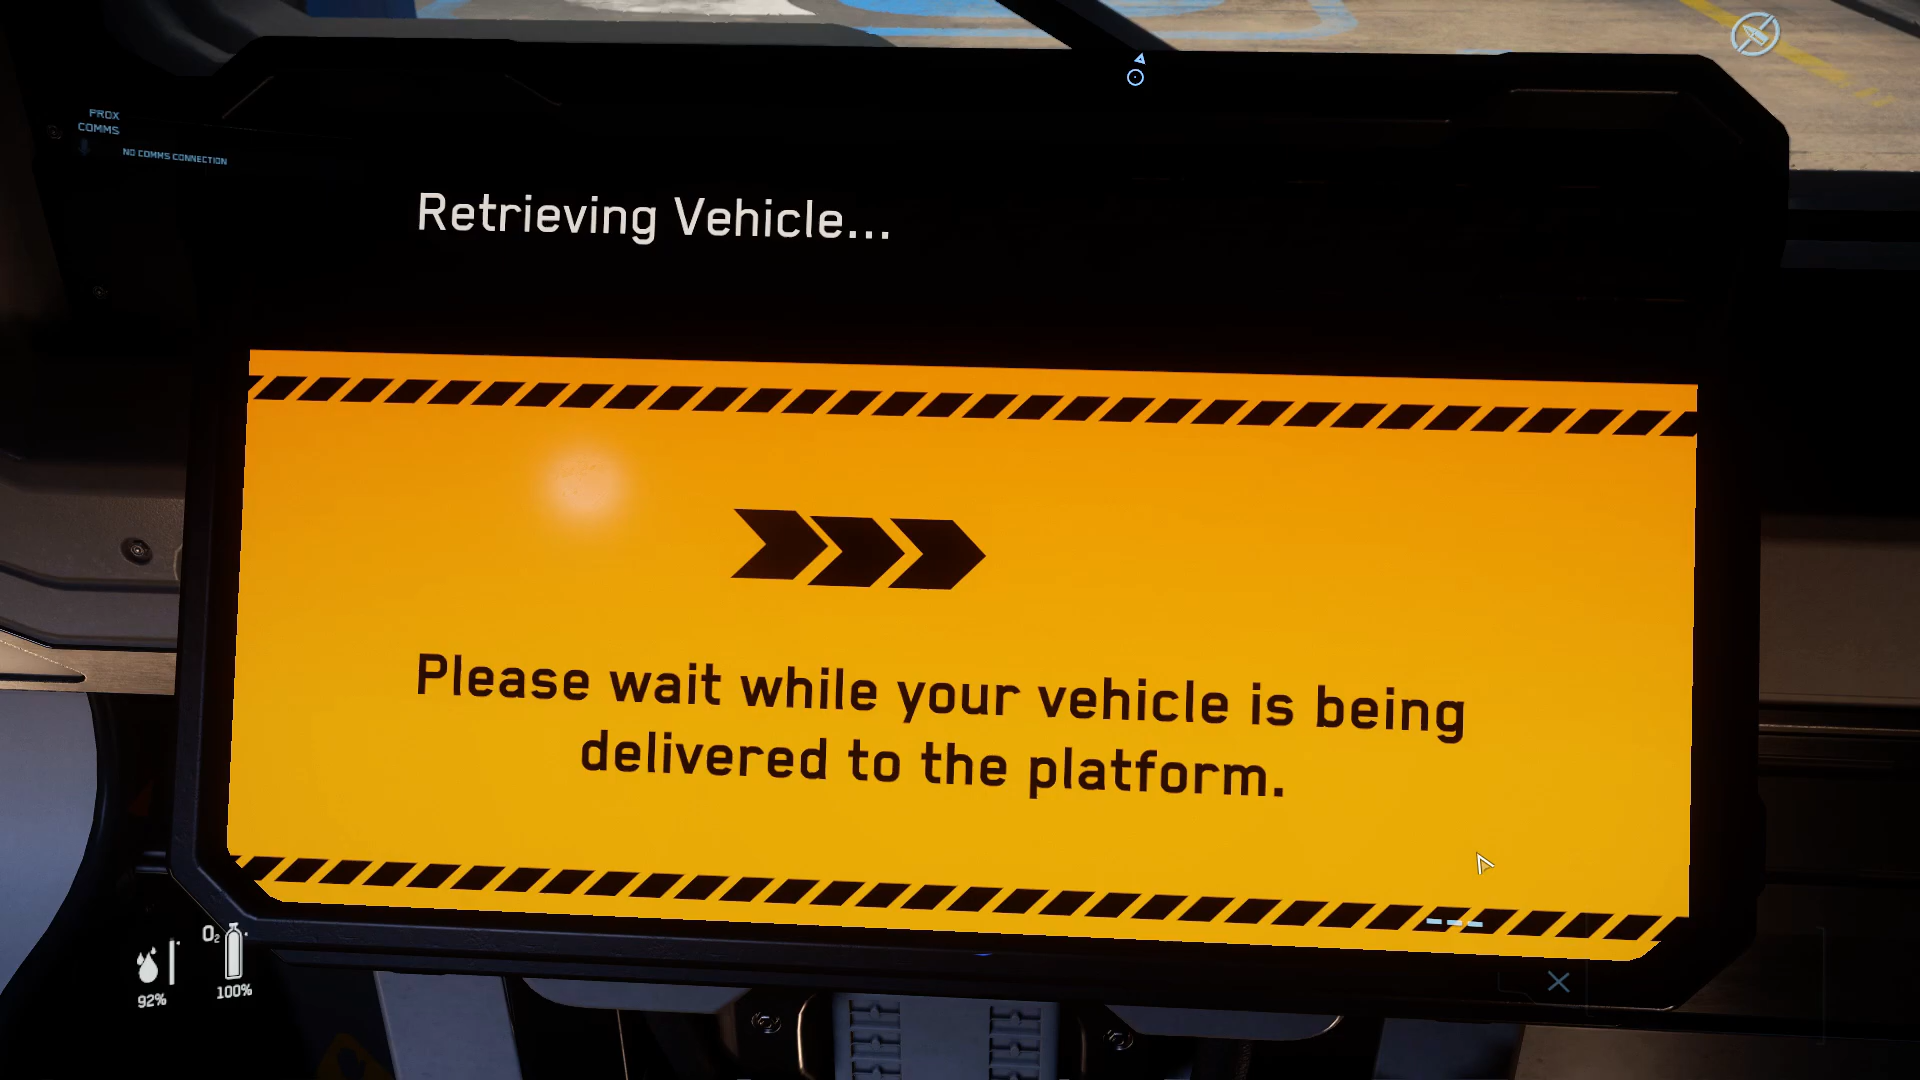 PROX
COMMS
NO COMMS CONNECTION
Retrieving Vehicle...
Please wait while your vehicle is being
delivered to the platform.
O₂
92%
100%